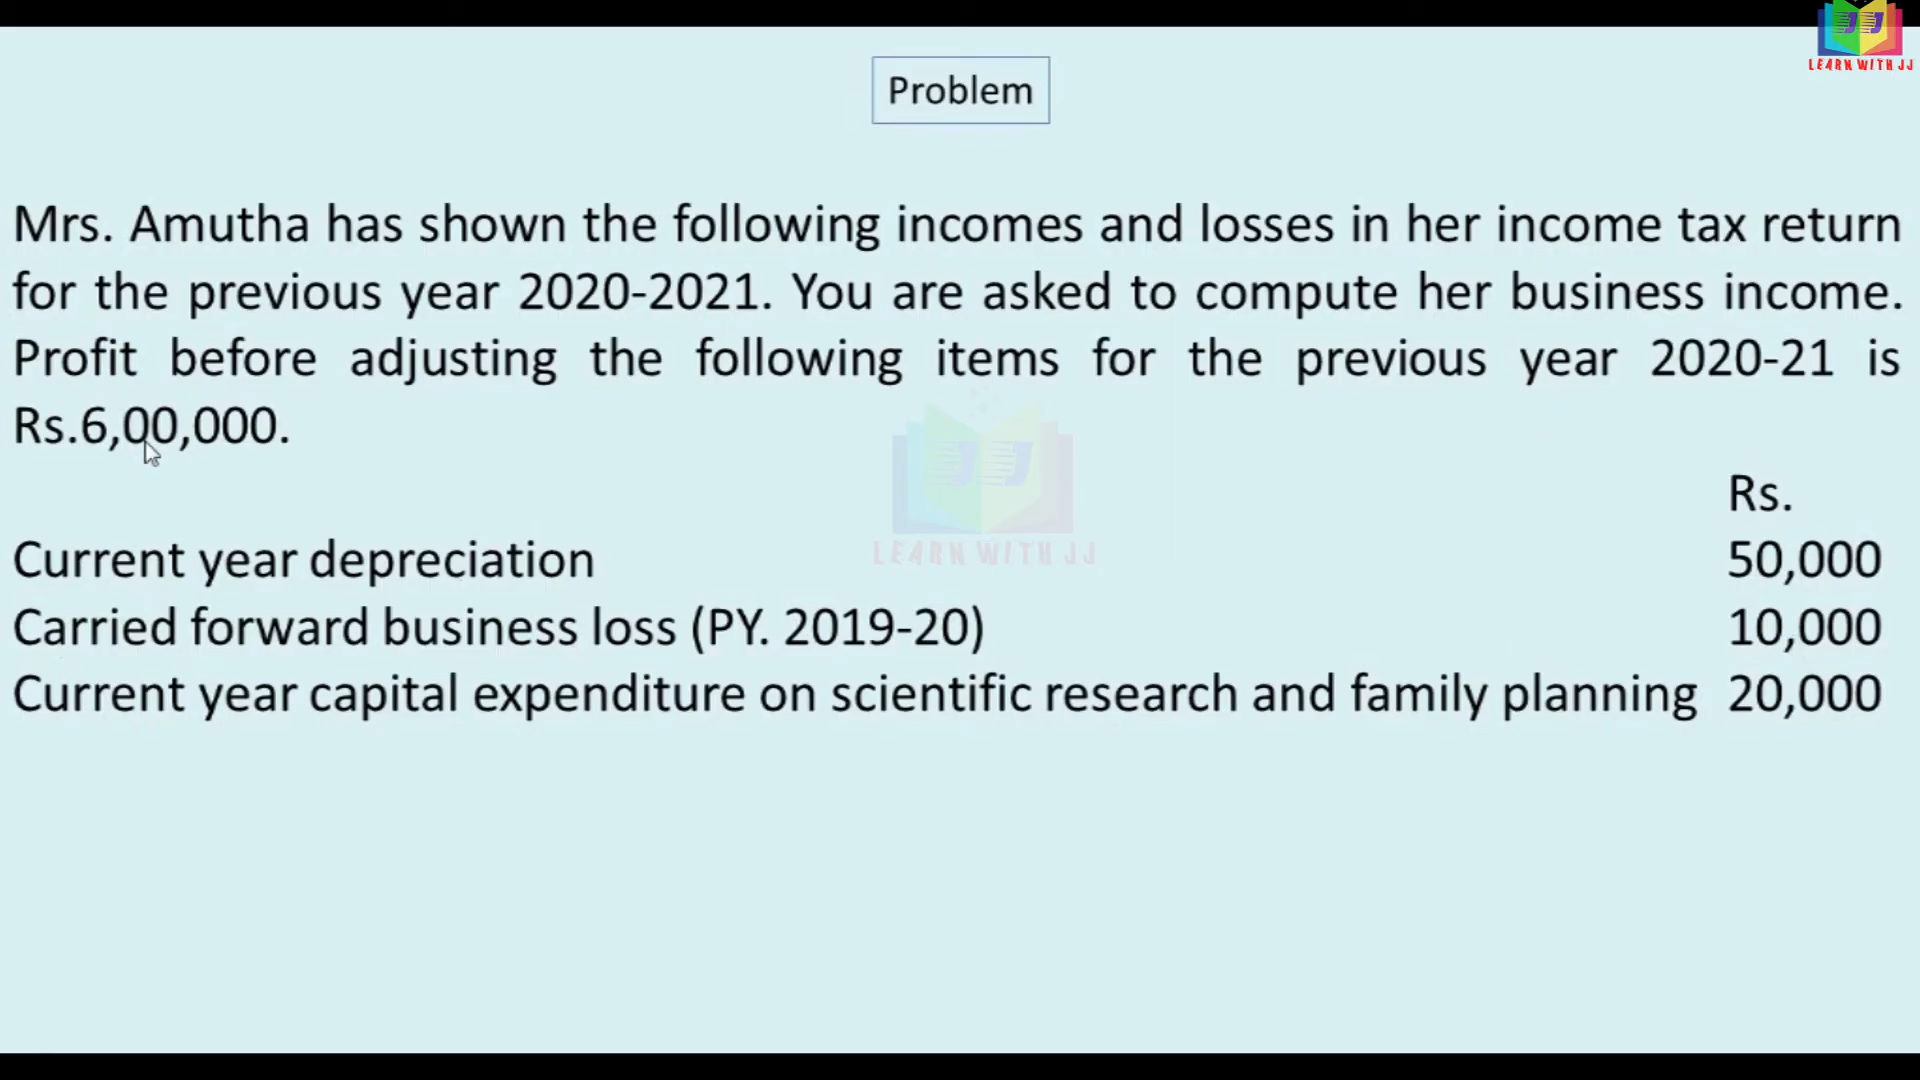 LEARN WITH JJ
Problem
Mrs. Amutha has shown the following incomes and losses in her income tax return
for the previous year 2020-2021. You are asked to compute her business income.
Profit before adjusting the following items for the previous year 2020-21 is
Rs.6,00,000.
Rs.
Current year depreciation 50,000
LEARN WITH JJ
Carried forward business loss (PY. 2019-20) 10,000
Current year capital expenditure on scientific research and family planning 20,000